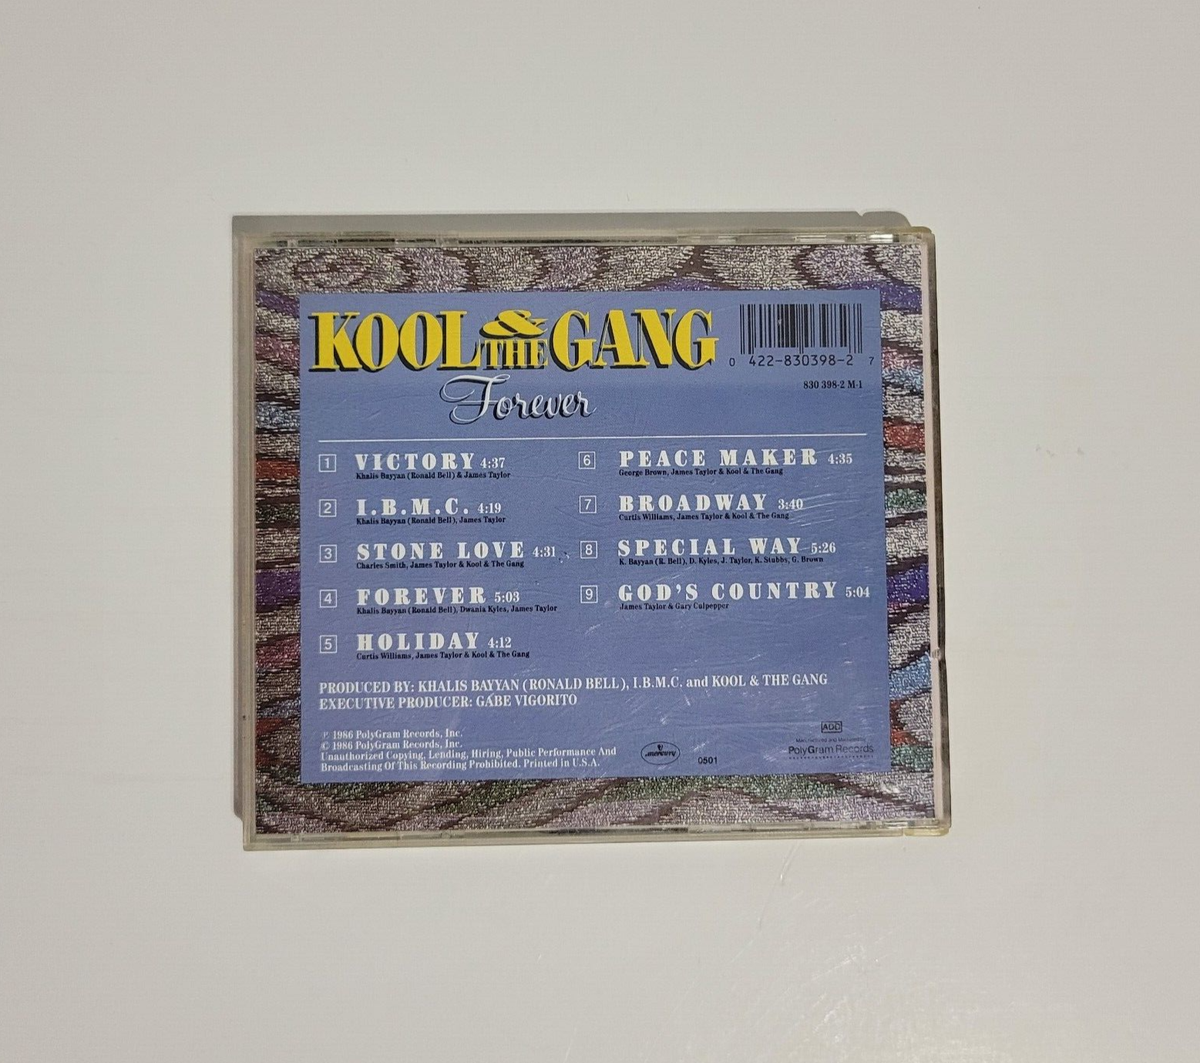 KOOL & THE GANG
Forever
0 422-830398-2 7
830 398-2 M-1
1 VICTORY 4:37
Khalis Bayyan (Ronald Bell) & James Taylor
2 I.B.M.C. 4:19
Khalis Bayyan (Ronald Bell), James Taylor
3 STONE LOVE 4:31
Charles Smith, James Taylor & Kool & The Gang
4 FOREVER 5:03
Khalis Bayyan (Ronald Bell), Dwania Kyles, James Taylor
5 HOLIDAY 4:12
Curtis Williams, James Taylor & Kool & The Gang
6 PEACE MAKER 4:35
George Brown, James Taylor & Kool & The Gang
7 BROADWAY 3:40
Curtis Williams, James Taylor & Kool & The Gang
8 SPECIAL WAY 5:26
K. Bayyan (R. Bell), D. Kyles, J. Taylor, K. Stubbs, G. Brown
9 GOD'S COUNTRY 5:04
James Taylor & Gary Culpepper
PRODUCED BY: KHALIS BAYYAN (RONALD BELL), I.B.M.C. and KOOL & THE GANG
EXECUTIVE PRODUCER: GABE VIGORITO
℗ 1986 PolyGram Records, Inc.
© 1986 PolyGram Records, Inc.
Unauthorized Copying, Lending, Hiring, Public Performance And
Broadcasting Of This Recording Prohibited. Printed in U.S.A.
mercury
0501
ADD
PolyGram Records